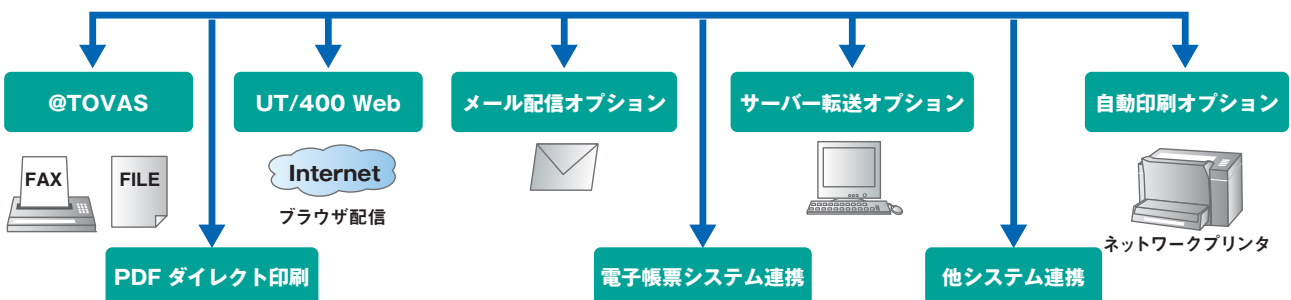 @TOVAS
UT/400 Web
メール配信オプション
サーバー転送オプション
自動印刷オプション
FAX
FILE
Internet
ブラウザ配信
ネットワークプリンタ
PDF ダイレクト印刷
電子帳票システム連携
他システム連携